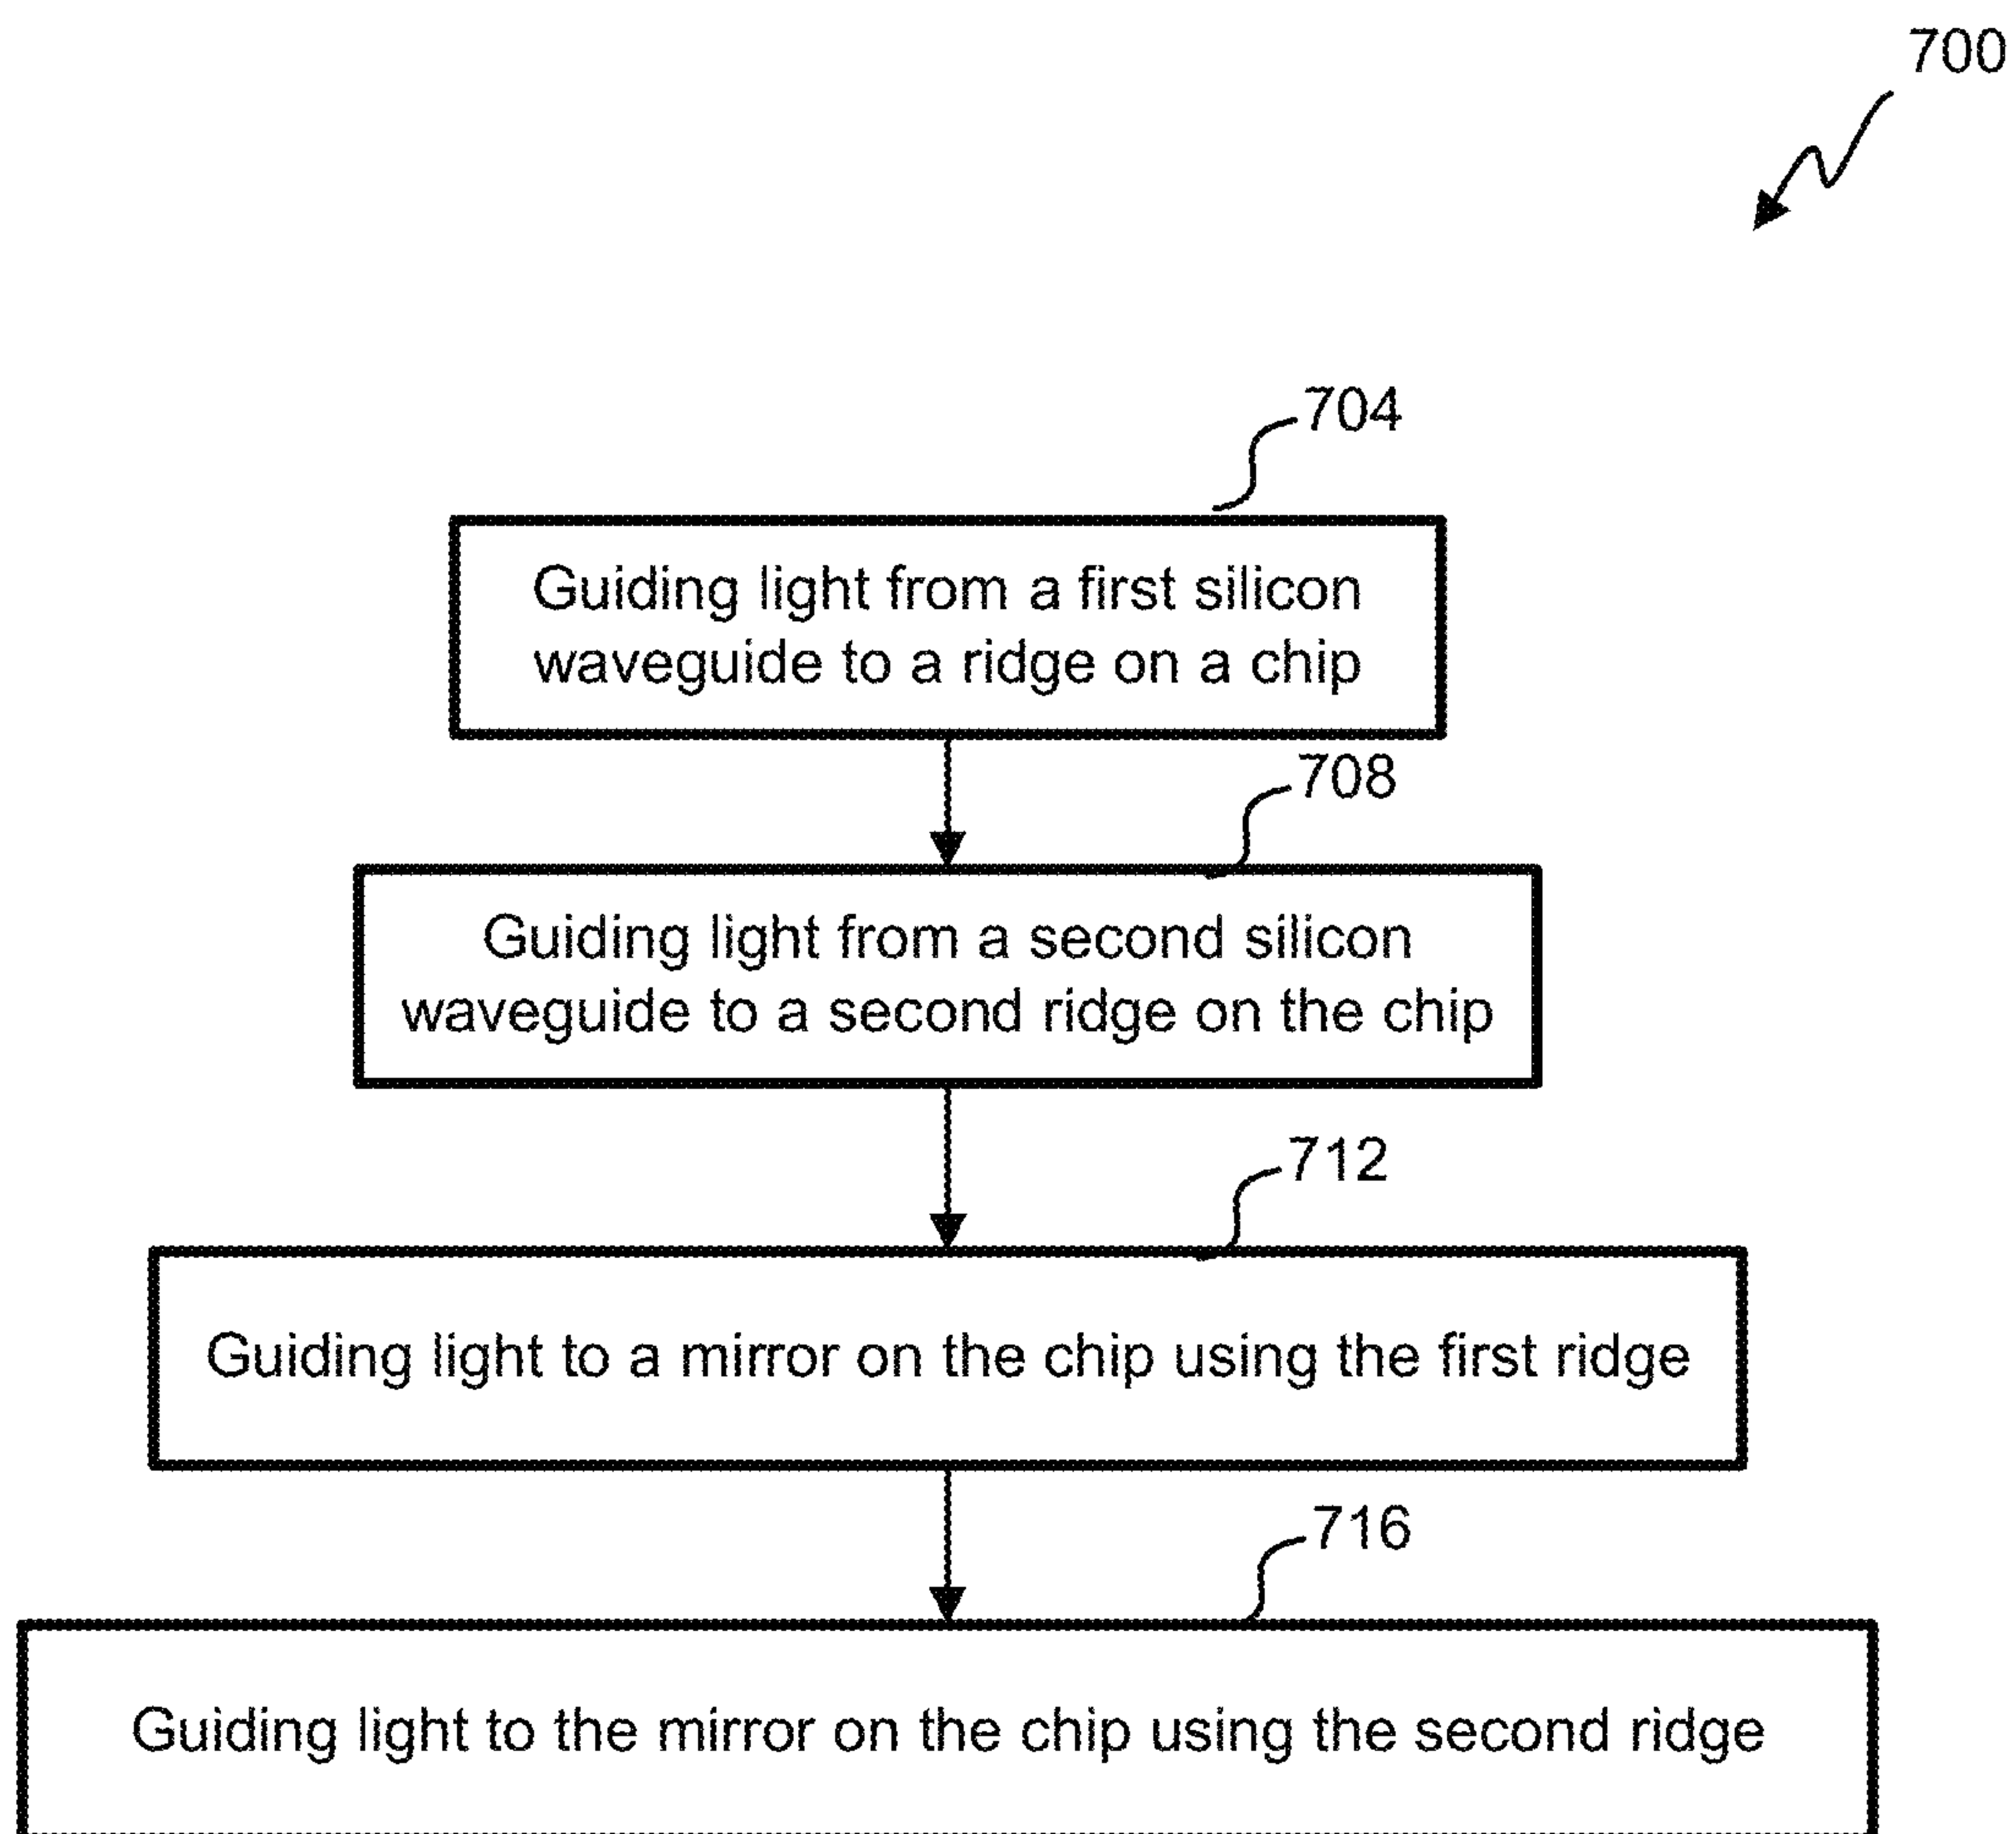 700
704
Guiding light from a first silicon
waveguide to a ridge on a chip
708
Guiding light from a second silicon
waveguide to a second ridge on the chip
712
Guiding light to a mirror on the chip using the first ridge
716
Guiding light to the mirror on the chip using the second ridge